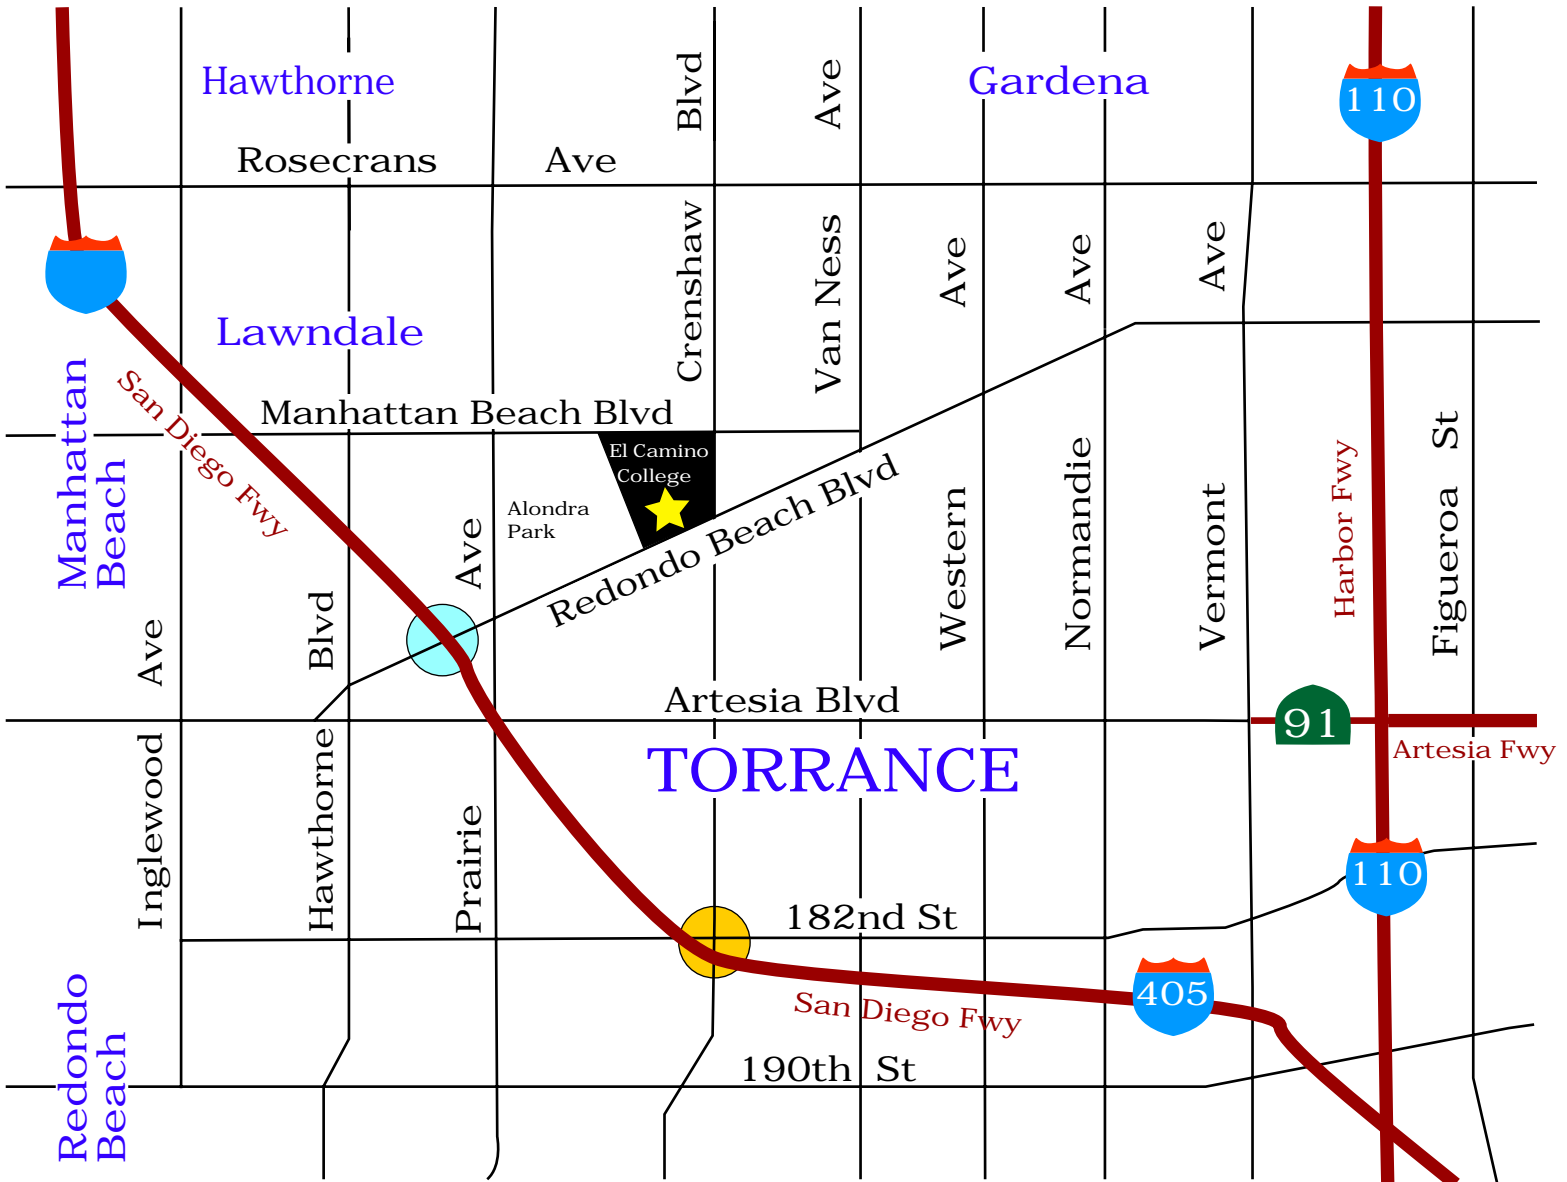 Hawthorne
Blvd
Ave
Gardena
110
Rosecrans Ave
Crenshaw
Van Ness
Ave
Ave
Ave
Lawndale
Manhattan
Beach
San Diego Fwy
Manhattan Beach Blvd
El Camino
College
Alondra
Park
Redondo Beach Blvd
Ave
Blvd
Ave
Western
Normandie
Vermont
Harbor Fwy
Figueroa St
Artesia Blvd
91
Artesia Fwy
TORRANCE
Inglewood
Hawthorne
Prairie
110
182nd St
405
San Diego Fwy
190th St
Redondo
Beach